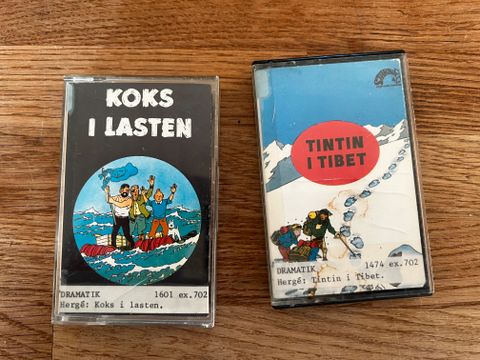 KOKS
I LASTEN
DRAMATIK 1601 ex.702
Hergé: Koks i lasten.
TINTIN
I TIBET
DRAMATIK 1474 ex.702
Hergé: Tintin i Tibet.